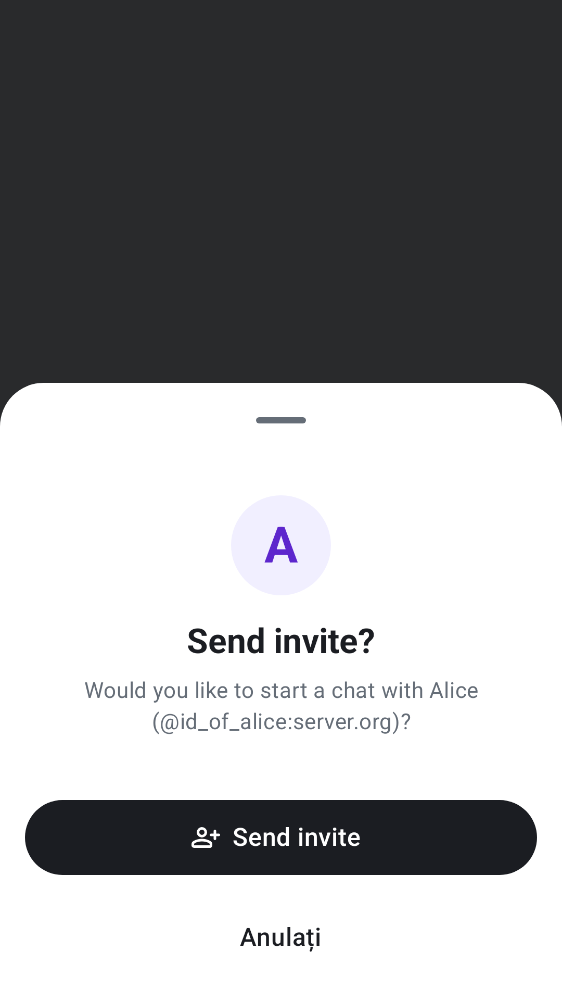 A
Send invite?
Would you like to start a chat with Alice
(@id_of_alice:server.org)?
Send invite
Anulați